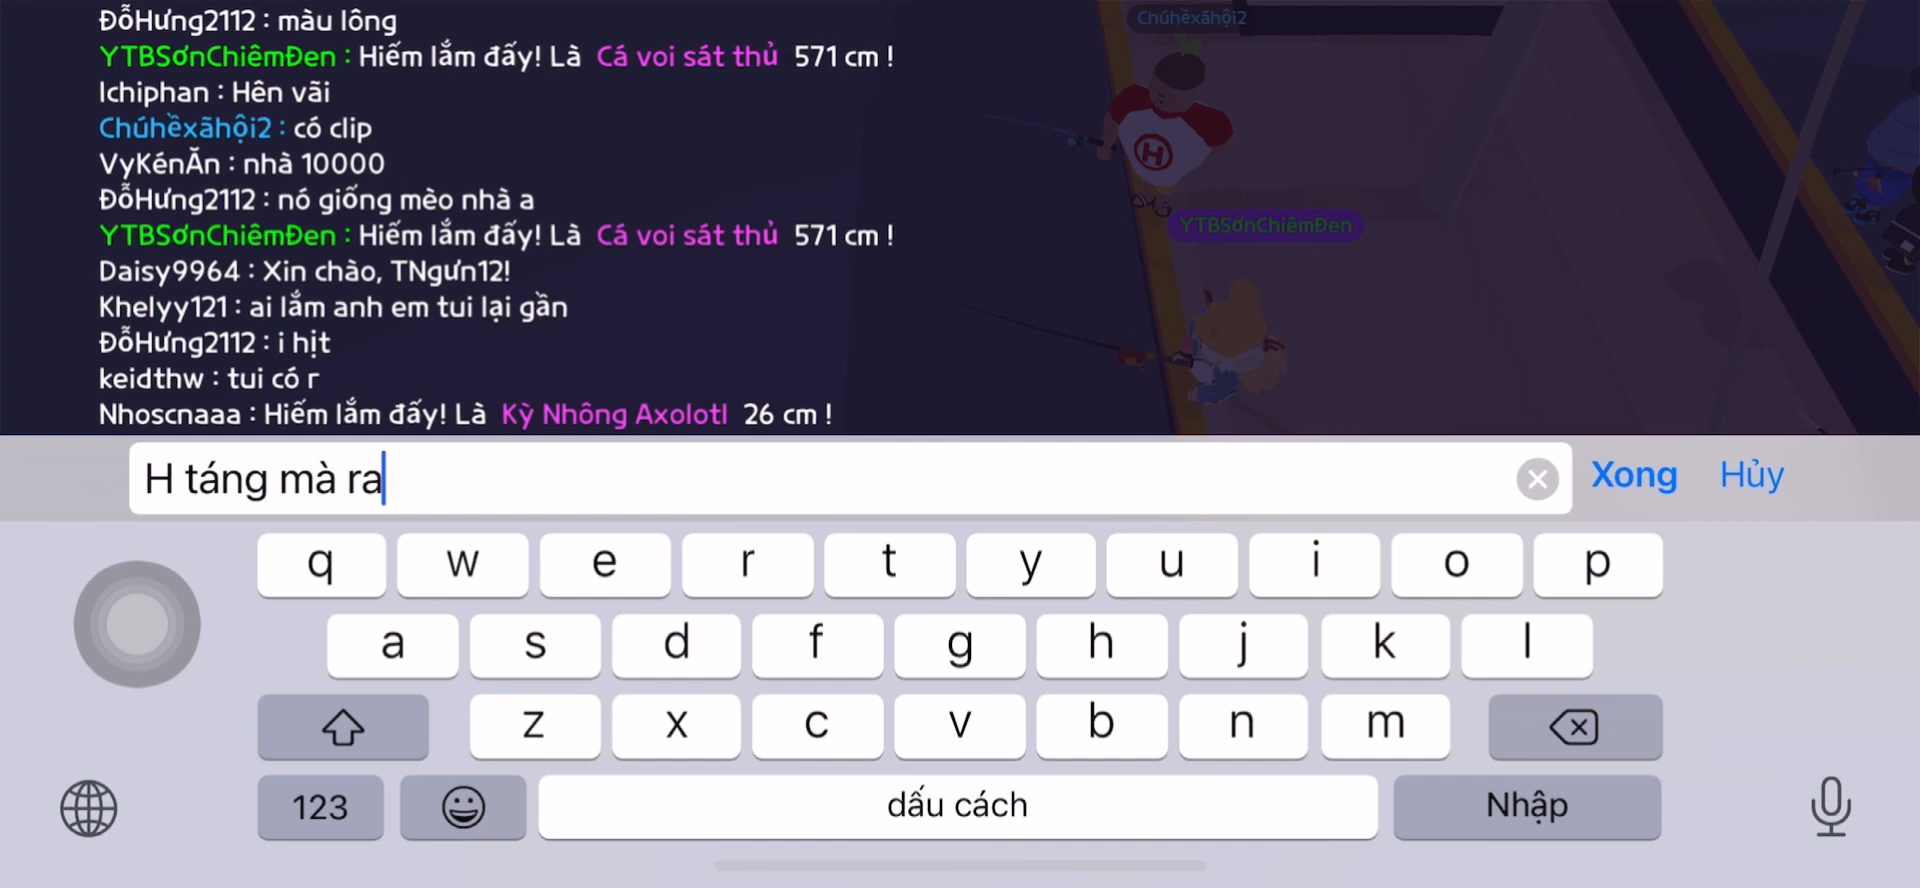 ĐỗHưng2112 : màu lông
Chúhềxãhội2
YTBSơnChiêmĐen : Hiếm lắm đấy! Là Cá voi sát thủ 571 cm !
Ichiphan : Hên vãi
Chúhềxãhội2 : có clip
H
VyKénĂn : nhà 10000
ĐỗHưng2112 : nó giống mèo nhà a
YTBSơnChiêmĐen
YTBSơnChiêmĐen : Hiếm lắm đấy! Là Cá voi sát thủ 571 cm !
Daisy9964 : Xin chào, TNgưn12!
Khelyy121 : ai lắm anh em tui lại gần
ĐỗHưng2112 : i hịt
keidthw : tui có r
Nhoscnaaa : Hiếm lắm đấy! Là Kỳ Nhông Axolotl 26 cm !
H táng mà ra
Xong Hủy
q w e r t y u i o p
a s d f g h j k l
z x c v b n m
123 dấu cách Nhập